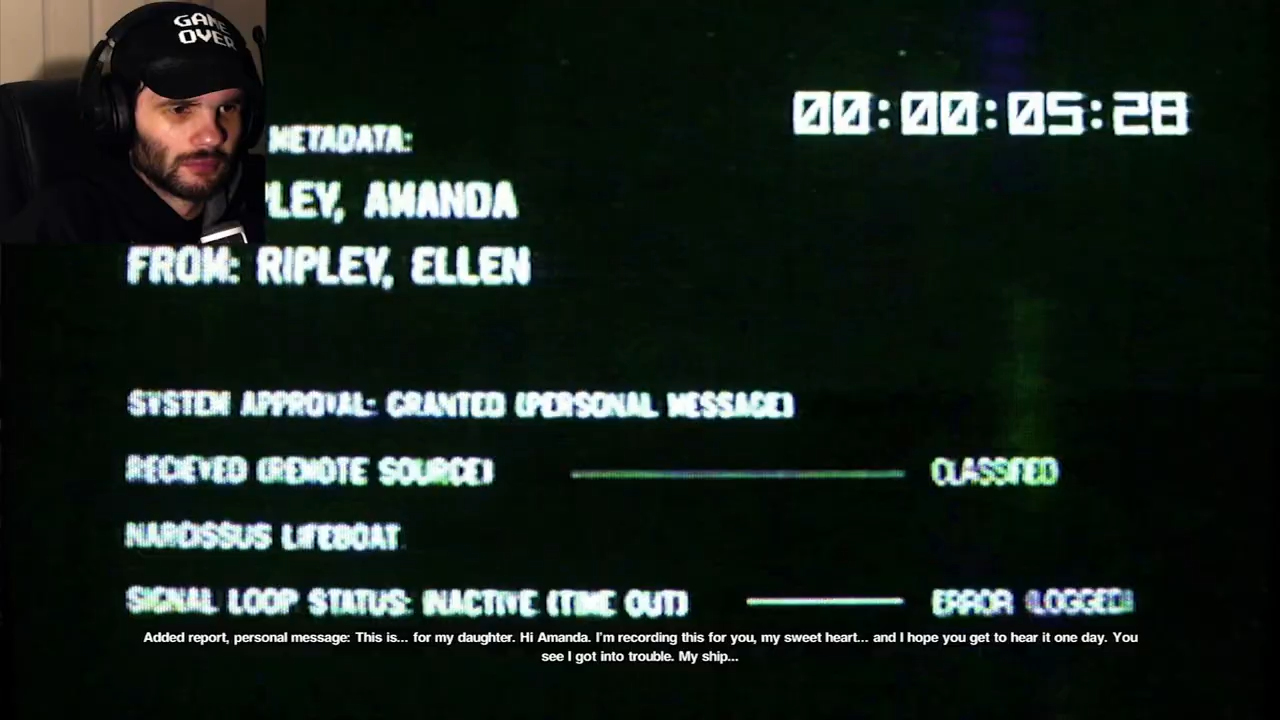 GAME
OVER
00:00:05:28
METADATA:
PLEY, AMANDA
FROM: RIPLEY, ELLEN
SYSTEM APPROVAL: GRANTED (PERSONAL MESSAGE)
RECIEVED (REMOTE SOURCE) CLASSIFIED
NARCISSUS LIFEBOAT
SIGNAL LOOP STATUS: INACTIVE (TIME OUT) ERROR (LOGGED)
Added report, personal message: This is... for my daughter. Hi Amanda. I'm recording this for you, my sweet heart... and I hope you get to hear it one day. You
see I got into trouble. My ship...